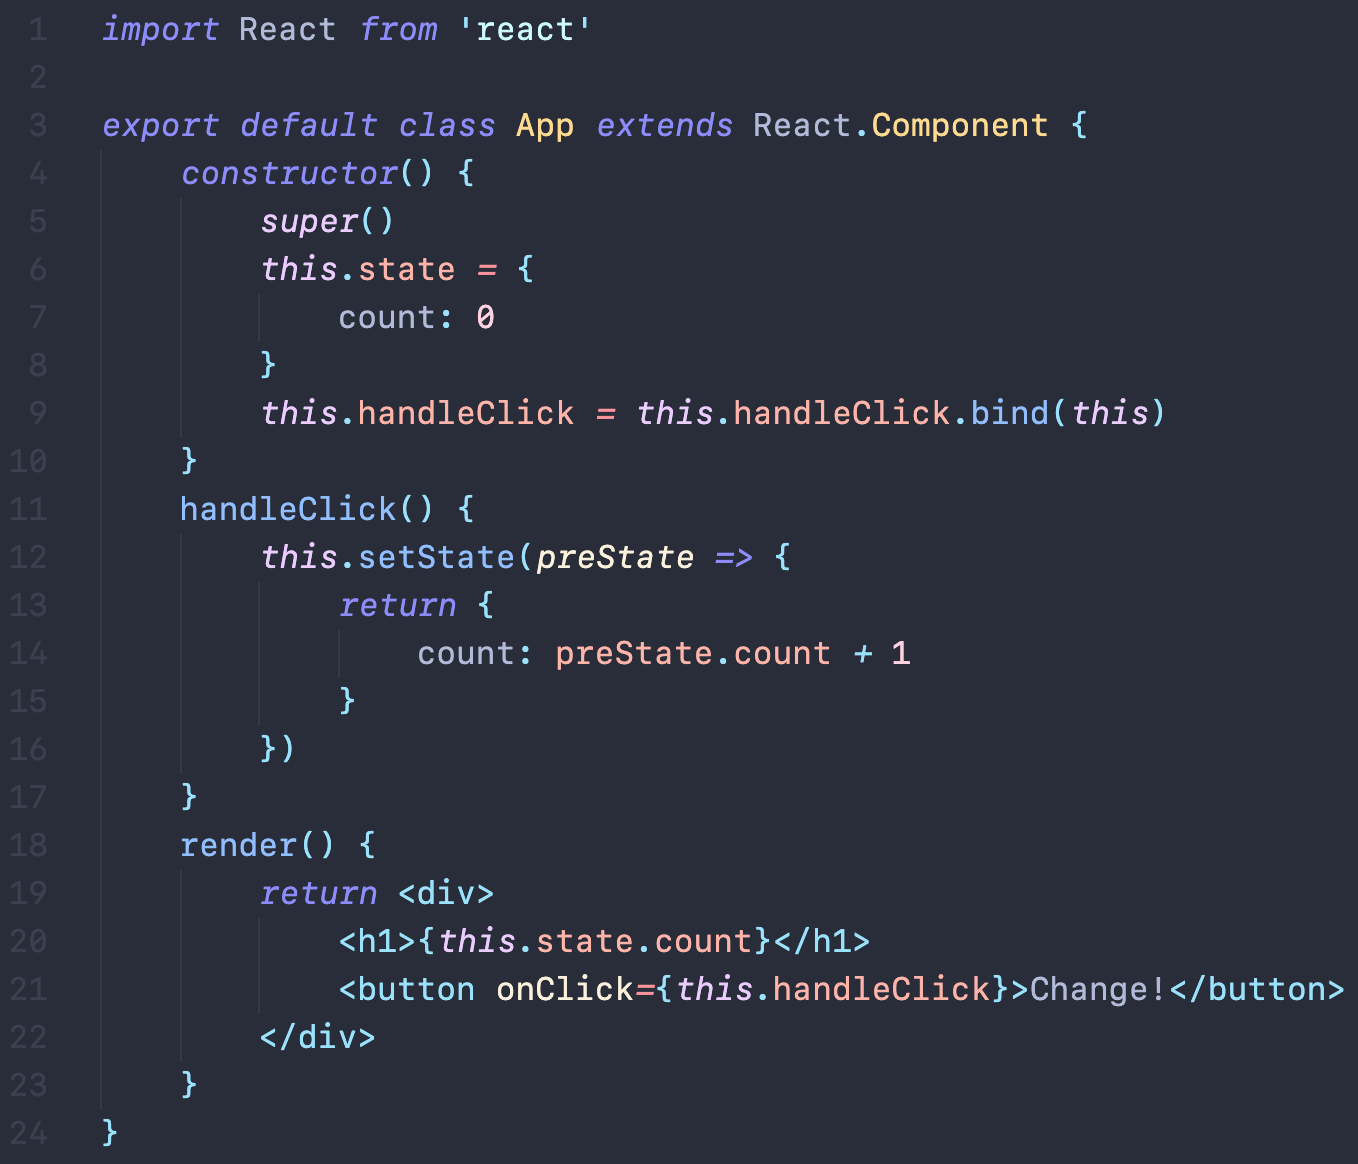 1 import React from 'react'
2
3 export default class App extends React.Component {
4     constructor() {
5         super()
6         this.state = {
7             count: 0
8         }
9         this.handleClick = this.handleClick.bind(this)
10     }
11     handleClick() {
12         this.setState(preState => {
13             return {
14                 count: preState.count + 1
15             }
16         })
17     }
18     render() {
19         return <div>
20             <h1>{this.state.count}</h1>
21             <button onClick={this.handleClick}>Change!</button>
22         </div>
23     }
24 }